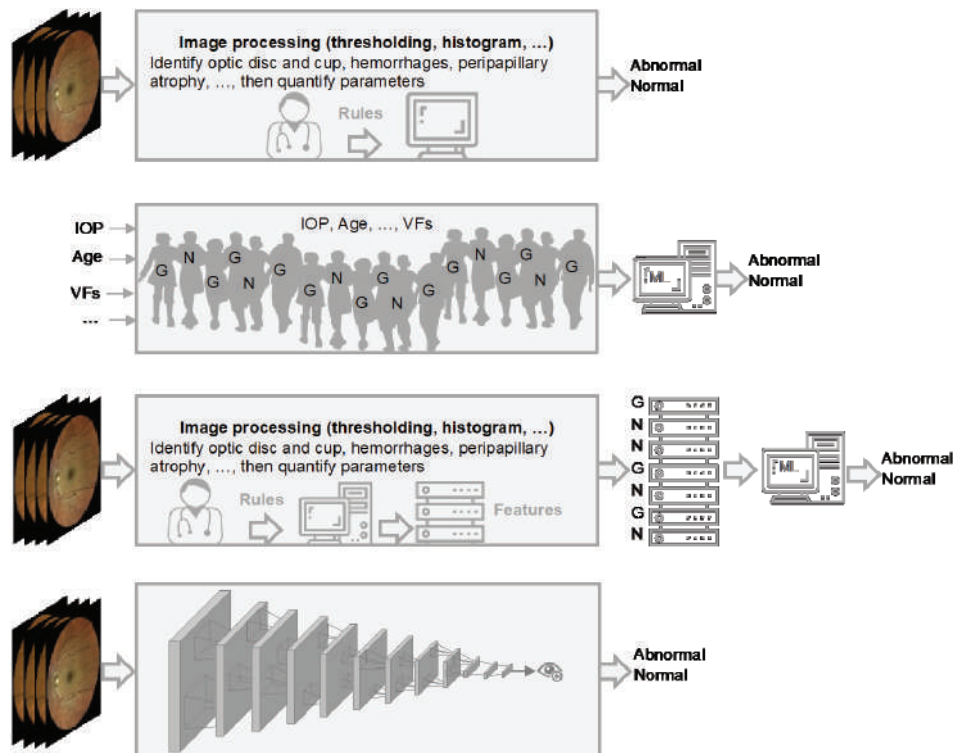 Image processing (thresholding, histogram, ...)
Identify optic disc and cup, hemorrhages, peripapillary
atrophy, ..., then quantify parameters
Rules
Abnormal
Normal
IOP
Age
VFs
...
IOP, Age, ..., VFs
G N G G N G G N G G N G G N G G N G
ML
Abnormal
Normal
Image processing (thresholding, histogram, ...)
Identify optic disc and cup, hemorrhages, peripapillary
atrophy, ..., then quantify parameters
Rules
Features
G
N
N
G
N
G
N
ML
Abnormal
Normal
Abnormal
Normal